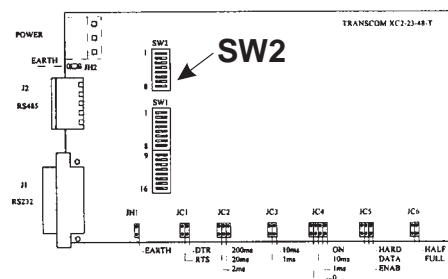 TRANSCOM XC2-23-48-T
POWER
EARTH
JH2
SW2
1
8
SW2
J2
RS485
SW1
1
8
9
16
J1
RS232
JH1
JC1
JC2
JC3
JC4
JC5
JC6
EARTH
DTR
RTS
200ms
20ms
2ms
10ms
1ms
ON
10ms
1ms
0
HARD
DATA
ENAB
HALF
FULL